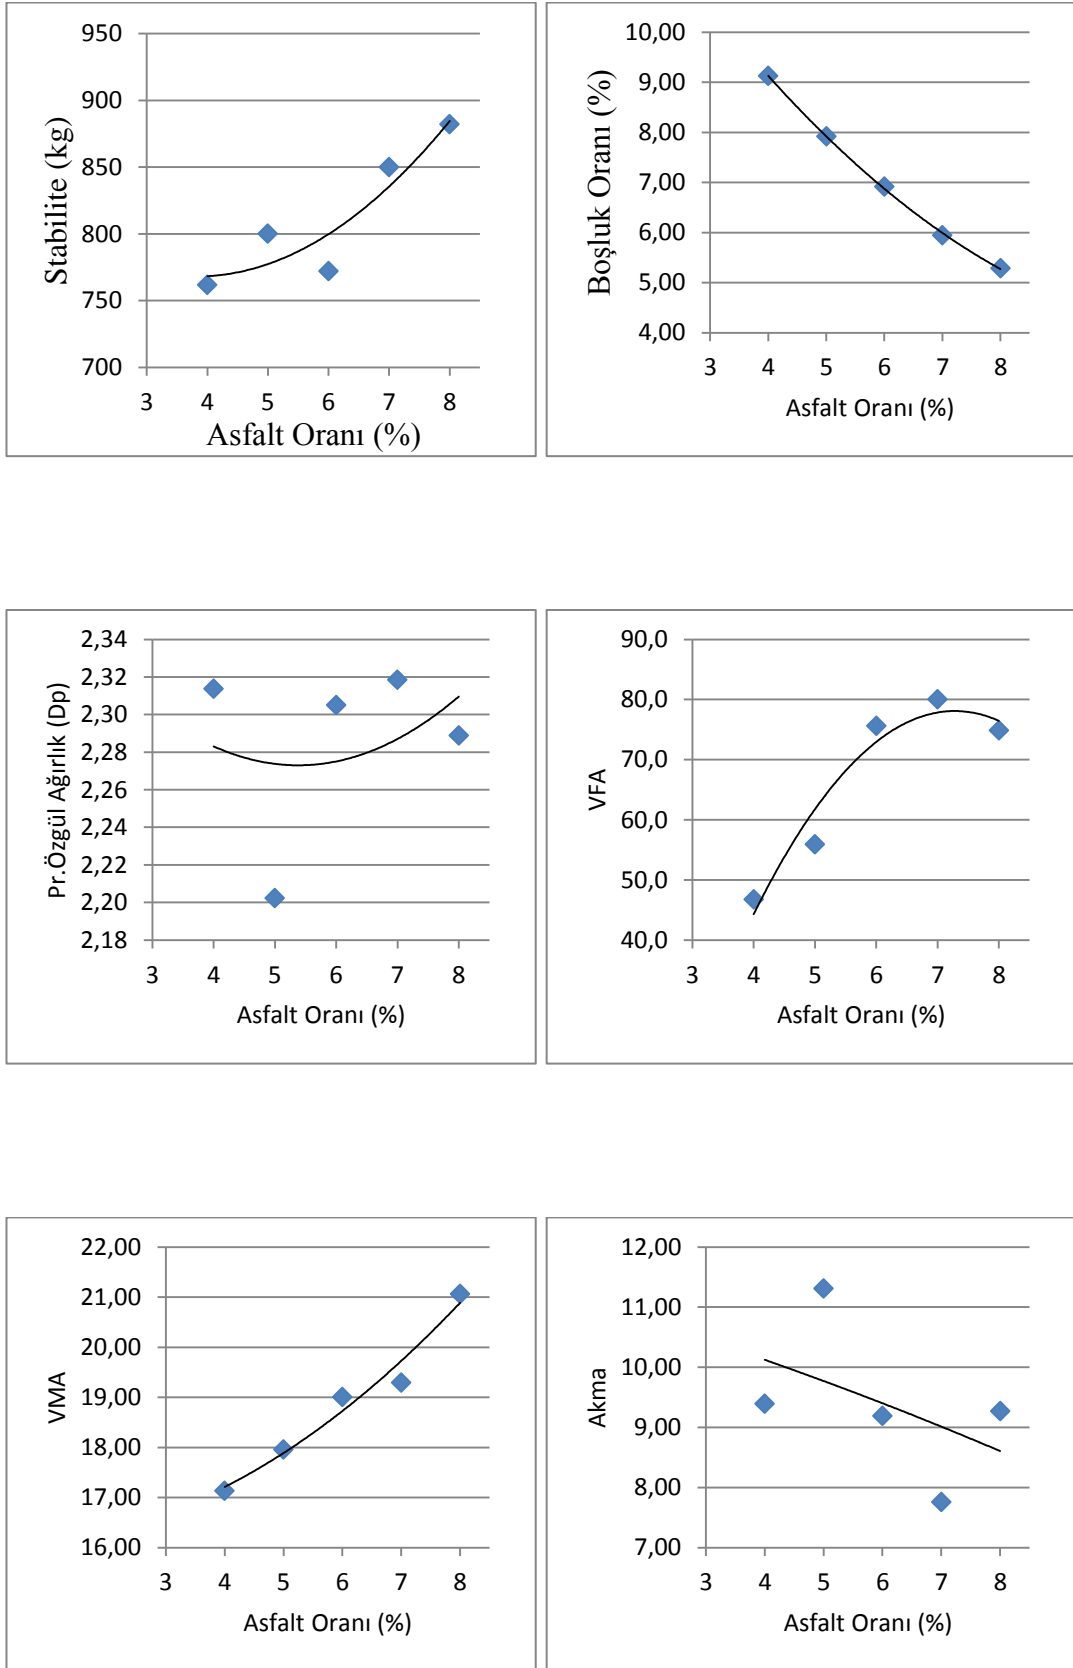 950
900
850
800
750
700
3 4 5 6 7 8
Stabilite (kg)
Asfalt Oranı (%)
10,00
9,00
8,00
7,00
6,00
5,00
4,00
3 4 5 6 7 8
Boşluk Oranı (%)
Asfalt Oranı (%)
2,34
2,32
2,30
2,28
2,26
2,24
2,22
2,20
2,18
3 4 5 6 7 8
Pr.Özgül Ağırlık (Dp)
Asfalt Oranı (%)
90,0
80,0
70,0
60,0
50,0
40,0
3 4 5 6 7 8
VFA
Asfalt Oranı (%)
22,00
21,00
20,00
19,00
18,00
17,00
16,00
3 4 5 6 7 8
VMA
Asfalt Oranı (%)
12,00
11,00
10,00
9,00
8,00
7,00
3 4 5 6 7 8
Akma
Asfalt Oranı (%)